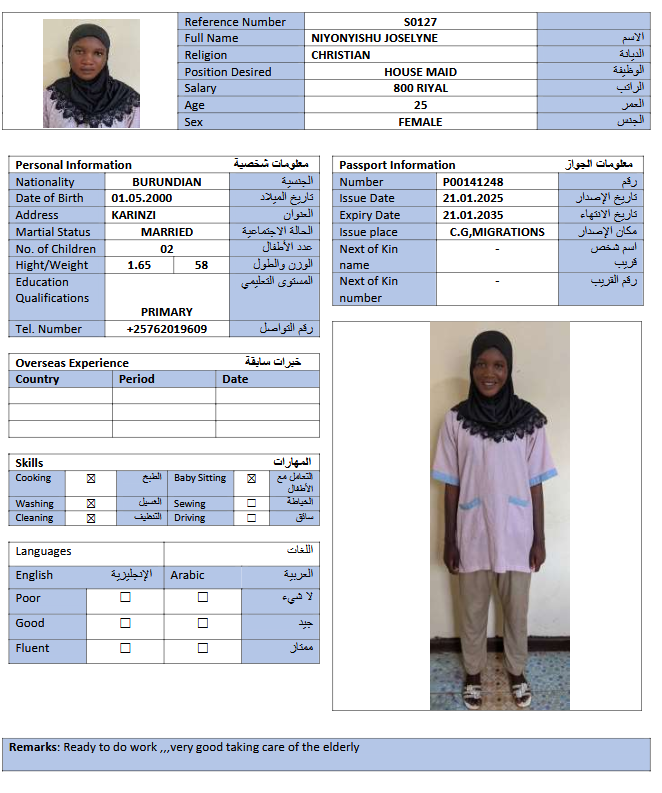 Reference Number S0127
Full Name NIYONYISHU JOSELYNE الاسم
Religion CHRISTIAN الديانة
Position Desired HOUSE MAID الوظيفة
Salary 800 RIYAL الراتب
Age 25 العمر
Sex FEMALE الجنس
Personal Information معلومات شخصية
Nationality BURUNDIAN الجنسية
Date of Birth 01.05.2000 تاريخ الميلاد
Address KARINZI العنوان
Martial Status MARRIED الحالة الاجتماعية
No. of Children 02 عدد الأطفال
Hight/Weight 1.65 58 الوزن والطول
Education المستوى التعليمي
Qualifications
PRIMARY
Tel. Number +25762019609 رقم التواصل
Passport Information معلومات الجواز
Number P00141248 رقم
Issue Date 21.01.2025 تاريخ الإصدار
Expiry Date 21.01.2035 تاريخ الانتهاء
Issue place C.G,MIGRATIONS مكان الإصدار
Next of Kin - اسم شخص
name قريب
Next of Kin - رقم القريب
number
Overseas Experience خبرات سابقة
Country Period Date
Skills المهارات
Cooking ☒ الطبخ Baby Sitting ☒ التعامل مع
الأطفال
Washing ☒ الغسيل Sewing ☐ الخياطة
Cleaning ☒ التنظيف Driving ☐ سائق
Languages اللغات
English الإنجليزية Arabic العربية
Poor ☐ ☐ لا شيء
Good ☐ ☐ جيد
Fluent ☐ ☐ ممتاز
Remarks: Ready to do work ,,,very good taking care of the elderly